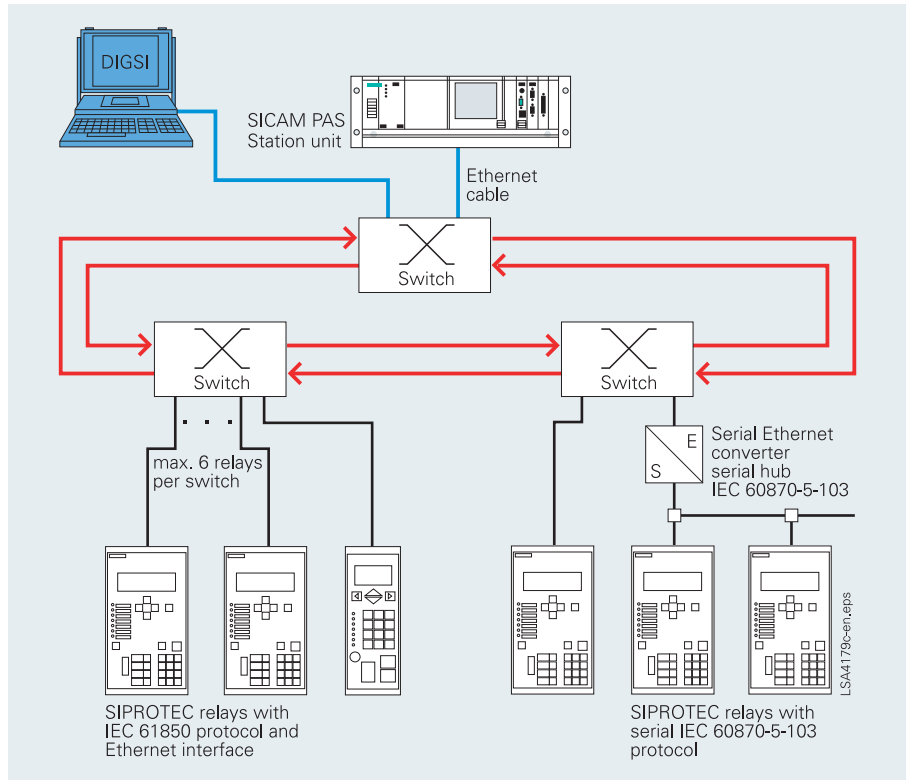 DIGSI
SICAM PAS
Station unit
Ethernet
cable
Switch
Switch
Switch
. . .
max. 6 relays
per switch
E
S
Serial Ethernet
converter
serial hub
IEC 60870-5-103
LSA4179c-en.eps
SIPROTEC relays with
IEC 61850 protocol and
Ethernet interface
SIPROTEC relays with
serial IEC 60870-5-103
protocol